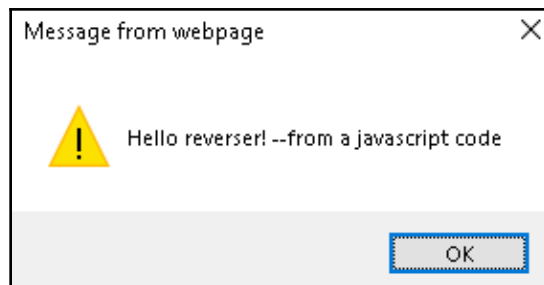 Message from webpage
Hello reverser! --from a javascript code
OK